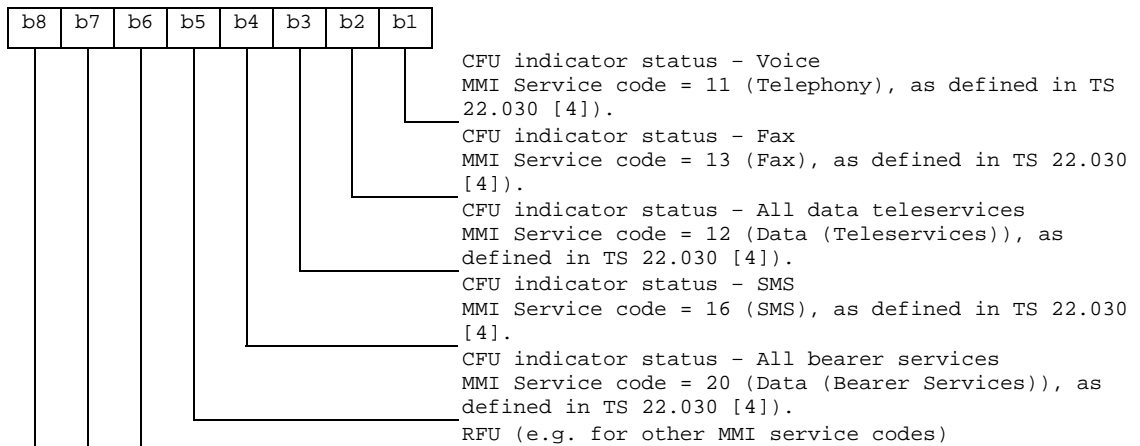 b8 b7 b6 b5 b4 b3 b2 b1
CFU indicator status – Voice
MMI Service code = 11 (Telephony), as defined in TS
22.030 [4]).
CFU indicator status – Fax
MMI Service code = 13 (Fax), as defined in TS 22.030
[4]).
CFU indicator status – All data teleservices
MMI Service code = 12 (Data (Teleservices)), as
defined in TS 22.030 [4]).
CFU indicator status – SMS
MMI Service code = 16 (SMS), as defined in TS 22.030
[4].
CFU indicator status – All bearer services
MMI Service code = 20 (Data (Bearer Services)), as
defined in TS 22.030 [4]).
RFU (e.g. for other MMI service codes)